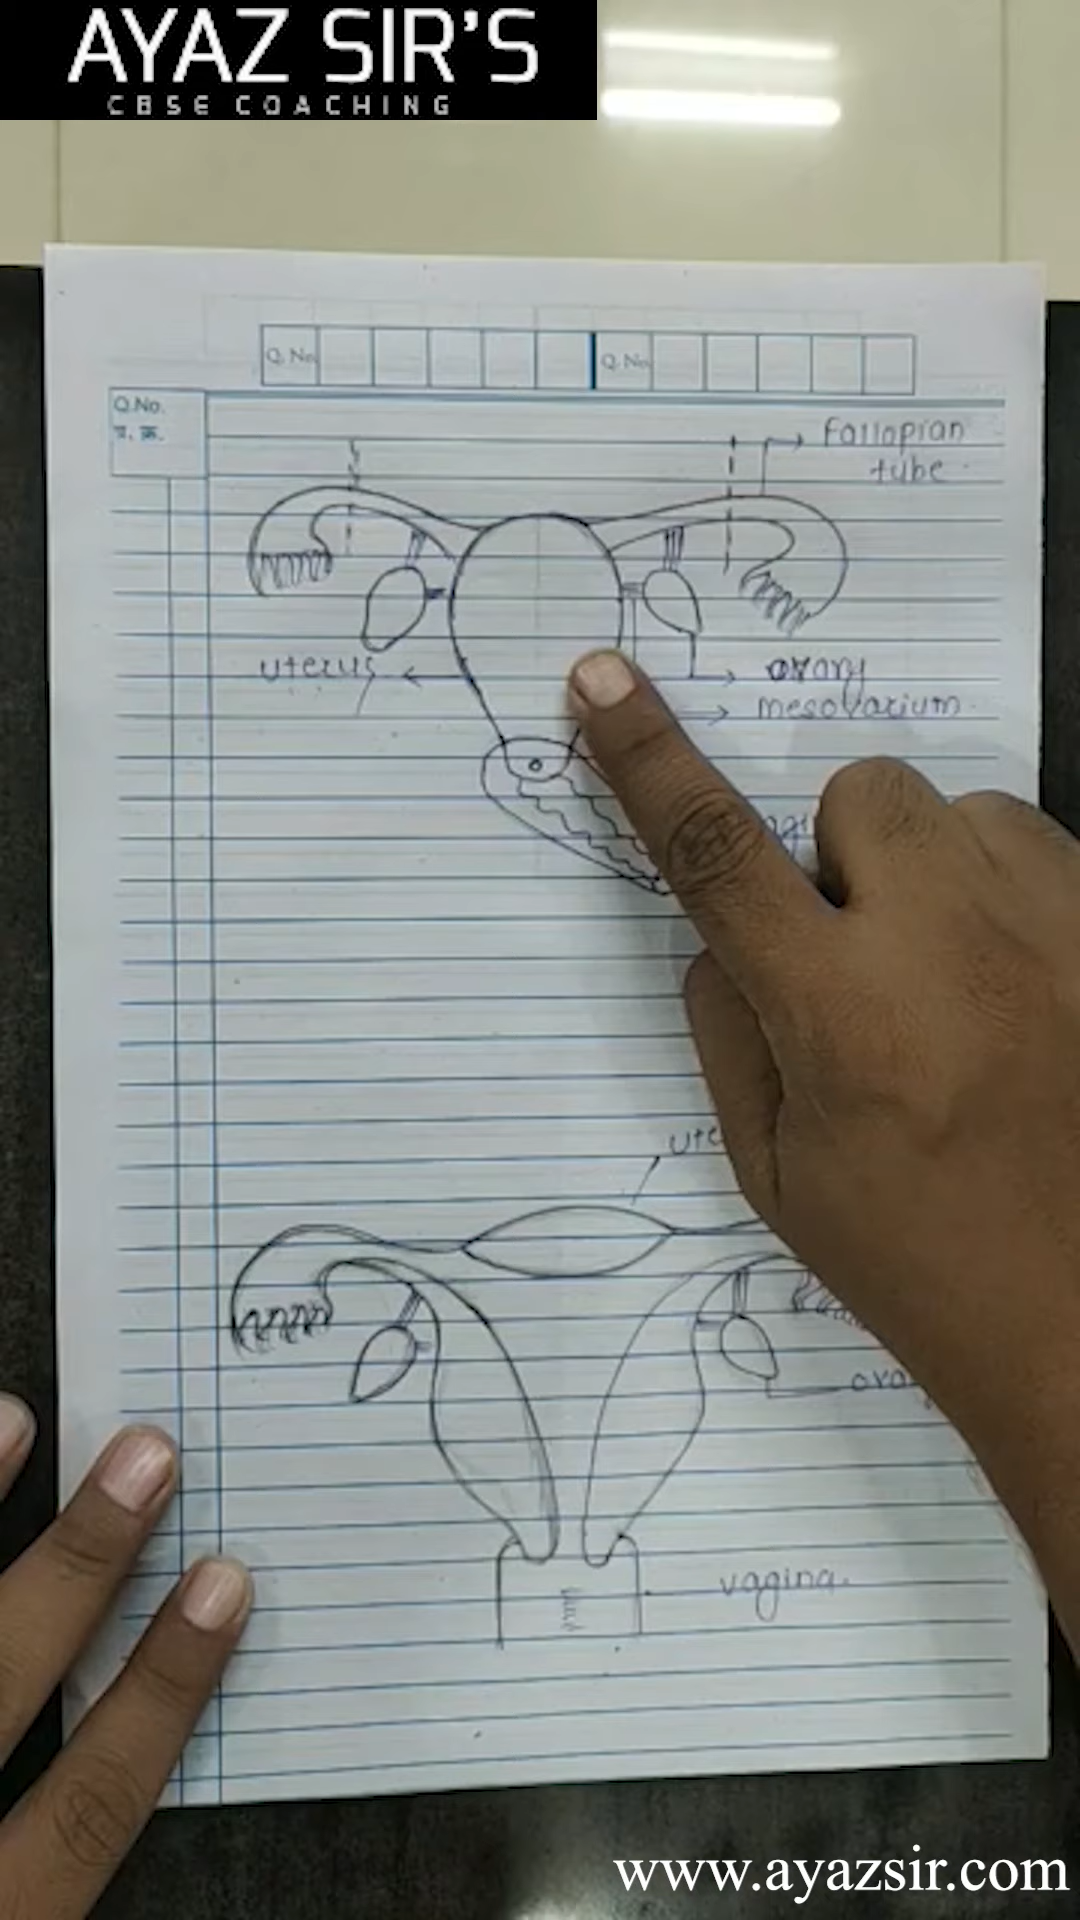 AYAZ SIR'S
CBSE COACHING
Q. No.
Q. No.
Q.No.
प्र. क्र.
Fallopian
tube
uterus
ovary
mesovarium
vagina.
www.ayazsir.com